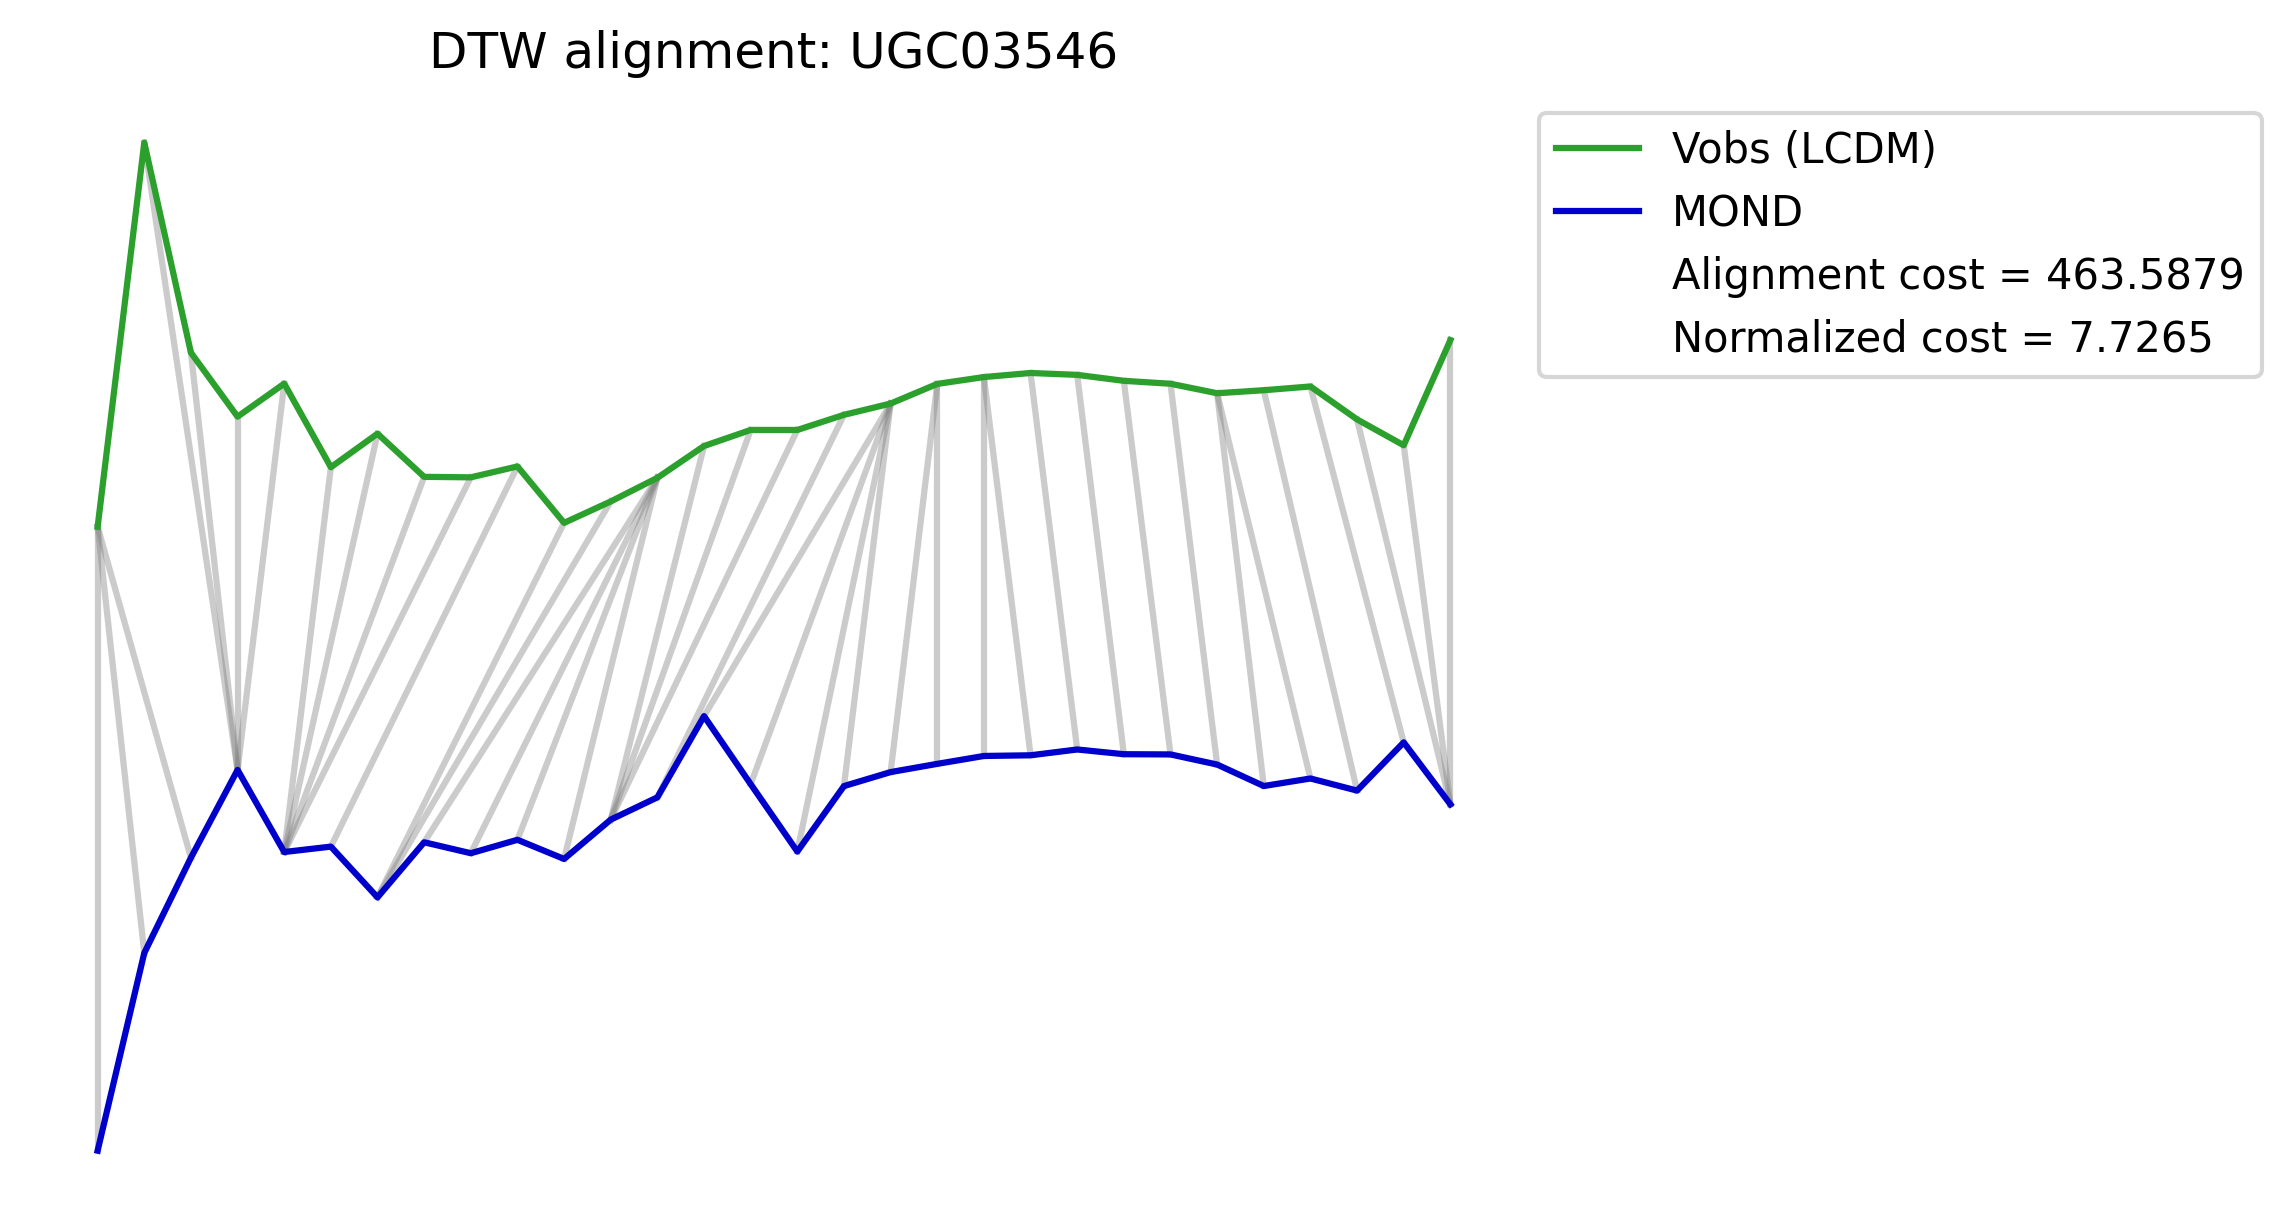 DTW alignment: UGC03546
Vobs (LCDM)
MOND
Alignment cost = 463.5879
Normalized cost = 7.7265